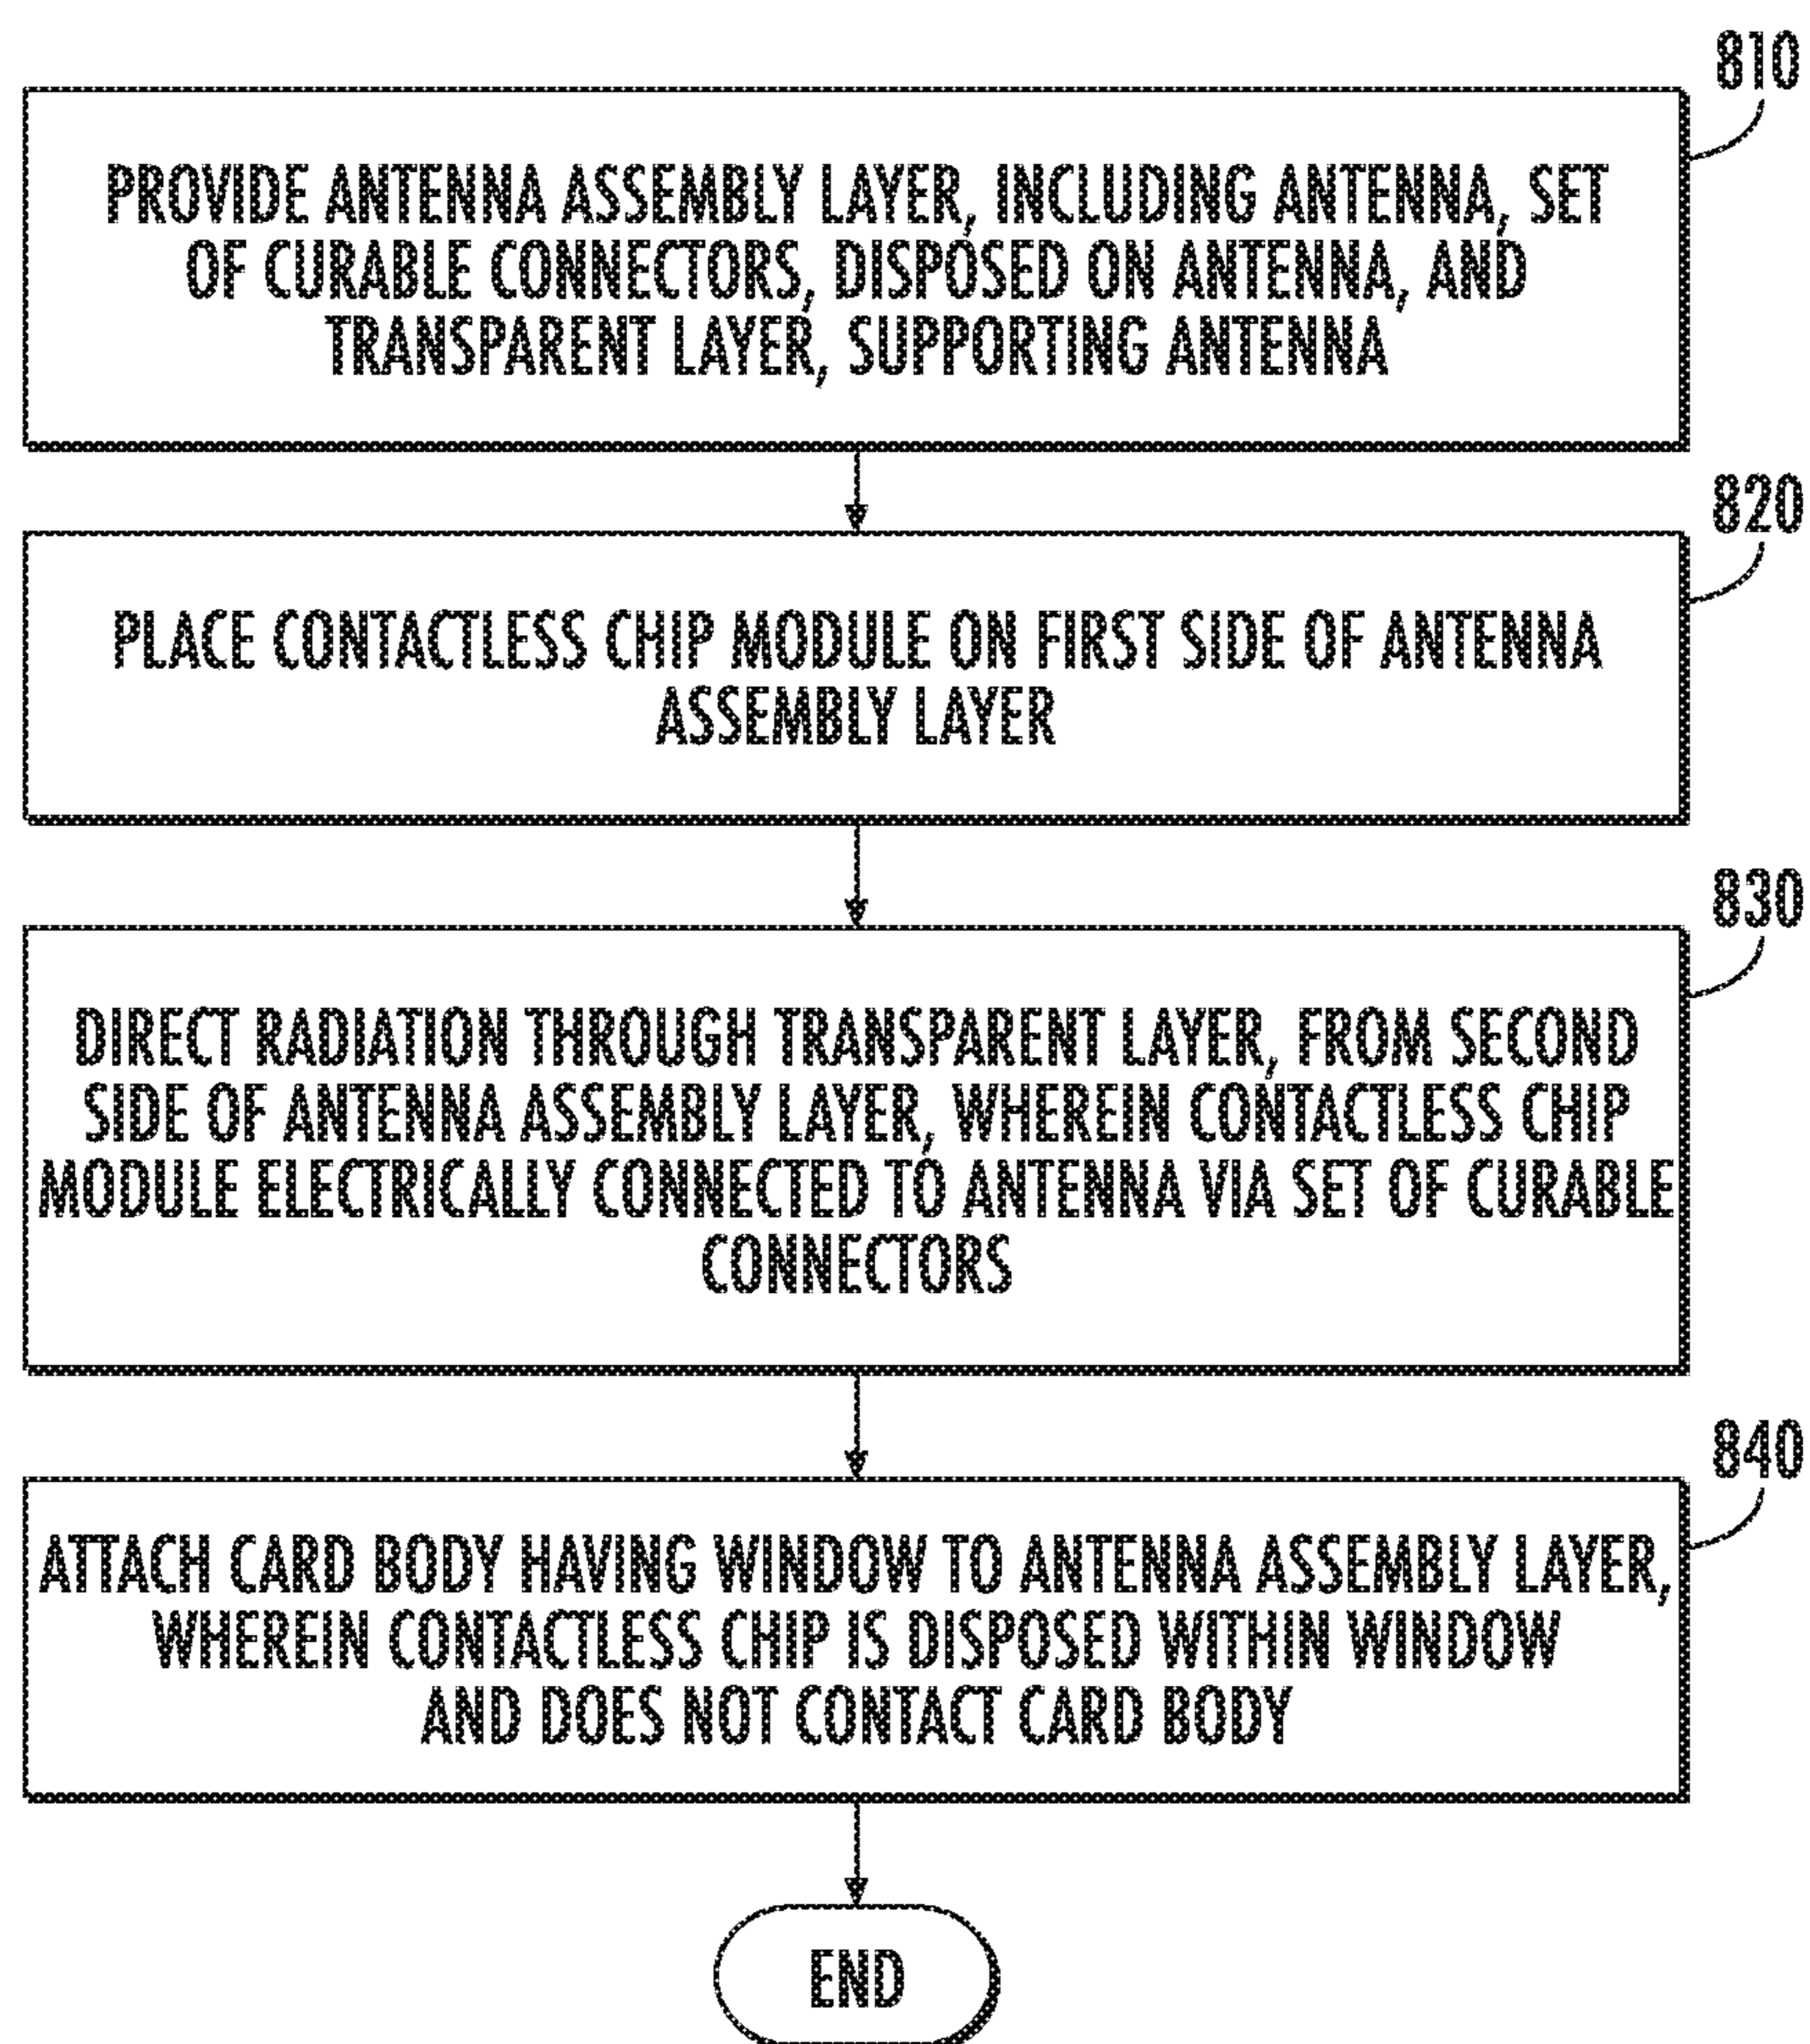 810
PROVIDE ANTENNA ASSEMBLY LAYER, INCLUDING ANTENNA, SET
OF CURABLE CONNECTORS, DISPOSED ON ANTENNA, AND
TRANSPARENT LAYER, SUPPORTING ANTENNA
820
PLACE CONTACTLESS CHIP MODULE ON FIRST SIDE OF ANTENNA
ASSEMBLY LAYER
830
DIRECT RADIATION THROUGH TRANSPARENT LAYER, FROM SECOND
SIDE OF ANTENNA ASSEMBLY LAYER, WHEREIN CONTACTLESS CHIP
MODULE ELECTRICALLY CONNECTED TO ANTENNA VIA SET OF CURABLE
CONNECTORS
840
ATTACH CARD BODY HAVING WINDOW TO ANTENNA ASSEMBLY LAYER,
WHEREIN CONTACTLESS CHIP IS DISPOSED WITHIN WINDOW
AND DOES NOT CONTACT CARD BODY
END